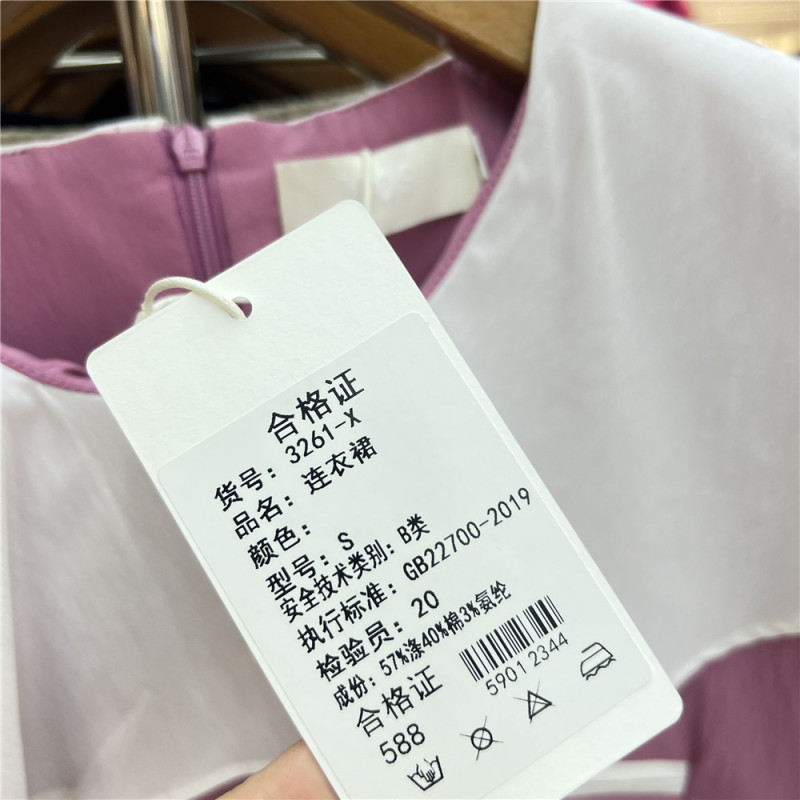 合格证
货号：3261-X
品名：连衣裙
颜色：
型号：S
安全技术类别：B类
执行标准：GB22700-2019
检验员：20
成份：57%涤40%棉3%氨纶
合格证
5901 2344
588